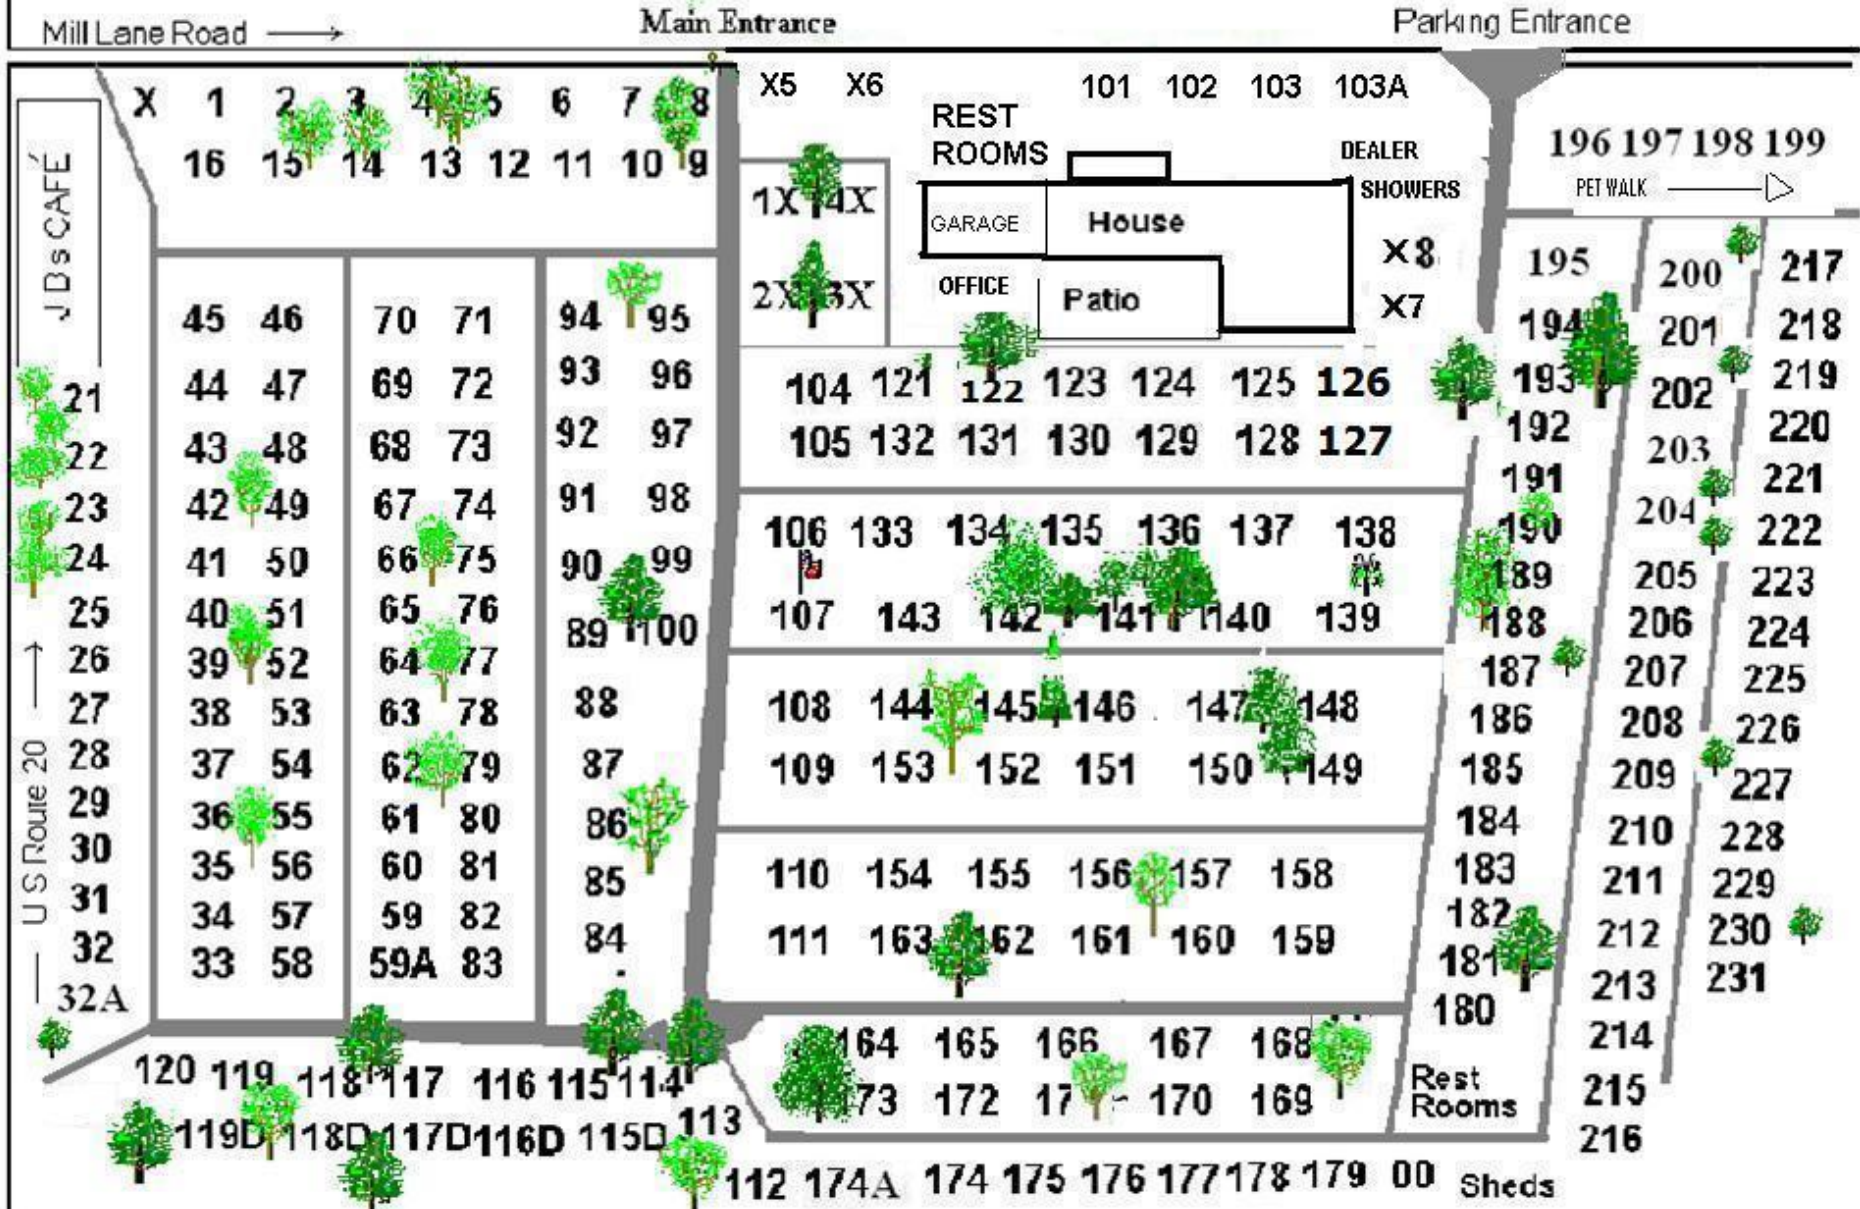 Mill Lane Road
Main Entrance
Parking Entrance
X 1 2 3 4 5 6 7 8
16 15 14 13 12 11 10 9
X5 X6
101 102 103 103A
REST
ROOMS
DEALER
SHOWERS
196 197 198 199
PET WALK
JBs CAFÉ
1X 4X
2X 3X
GARAGE
House
OFFICE
Patio
X8
X7
45 46
44 47
43 48
42 49
41 50
40 51
39 52
38 53
37 54
36 55
35 56
34 57
33 58
70 71
69 72
68 73
67 74
66 75
65 76
64 77
63 78
62 79
61 80
60 81
59 82
59A 83
94 95
93 96
92 97
91 98
90 99
89 100
88
87
86
85
84
21
22
23
24
25
26
27
28
29
30
31
32
32A
US Route 20
104 121 122 123 124 125 126
105 132 131 130 129 128 127
106 133 134 135 136 137 138
107 143 142 141 140 139
108 144 145 146 147 148
109 153 152 151 150 149
110 154 155 156 157 158
111 163 162 161 160 159
164 165 166 167 168
73 172 17 170 169
195
194
193
192
191
190
189
188
187
186
185
184
183
182
181
180
Rest
Rooms
200
201
202
203
204
205
206
207
208
209
210
211
212
213
214
215
216
217
218
219
220
221
222
223
224
225
226
227
228
229
230
231
120 119 118 117 116 115 114
119D 118D 117D 116D 115D 113
112 174A 174 175 176 177 178 179 00 Sheds